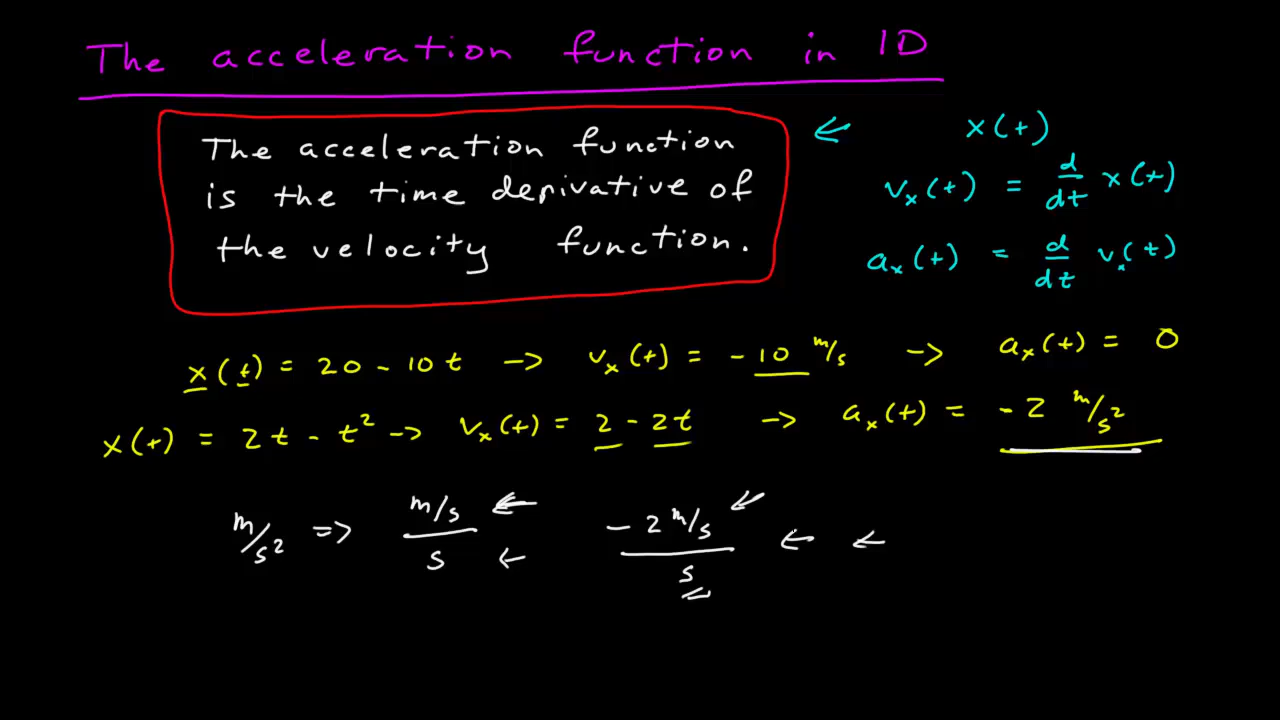 The acceleration function in 1D
The acceleration function
is the time derivative of
the velocity function.
← x(t)
vₓ(t) = d/dt x(t)
aₓ(t) = d/dt vₓ(t)
x(t) = 20 - 10t → vₓ(t) = -10 m/s → aₓ(t) = 0
x(t) = 2t - t² → vₓ(t) = 2 - 2t → aₓ(t) = -2 m/s²
m/s² => m/s / s ← ← -2 m/s / s ← ← ←